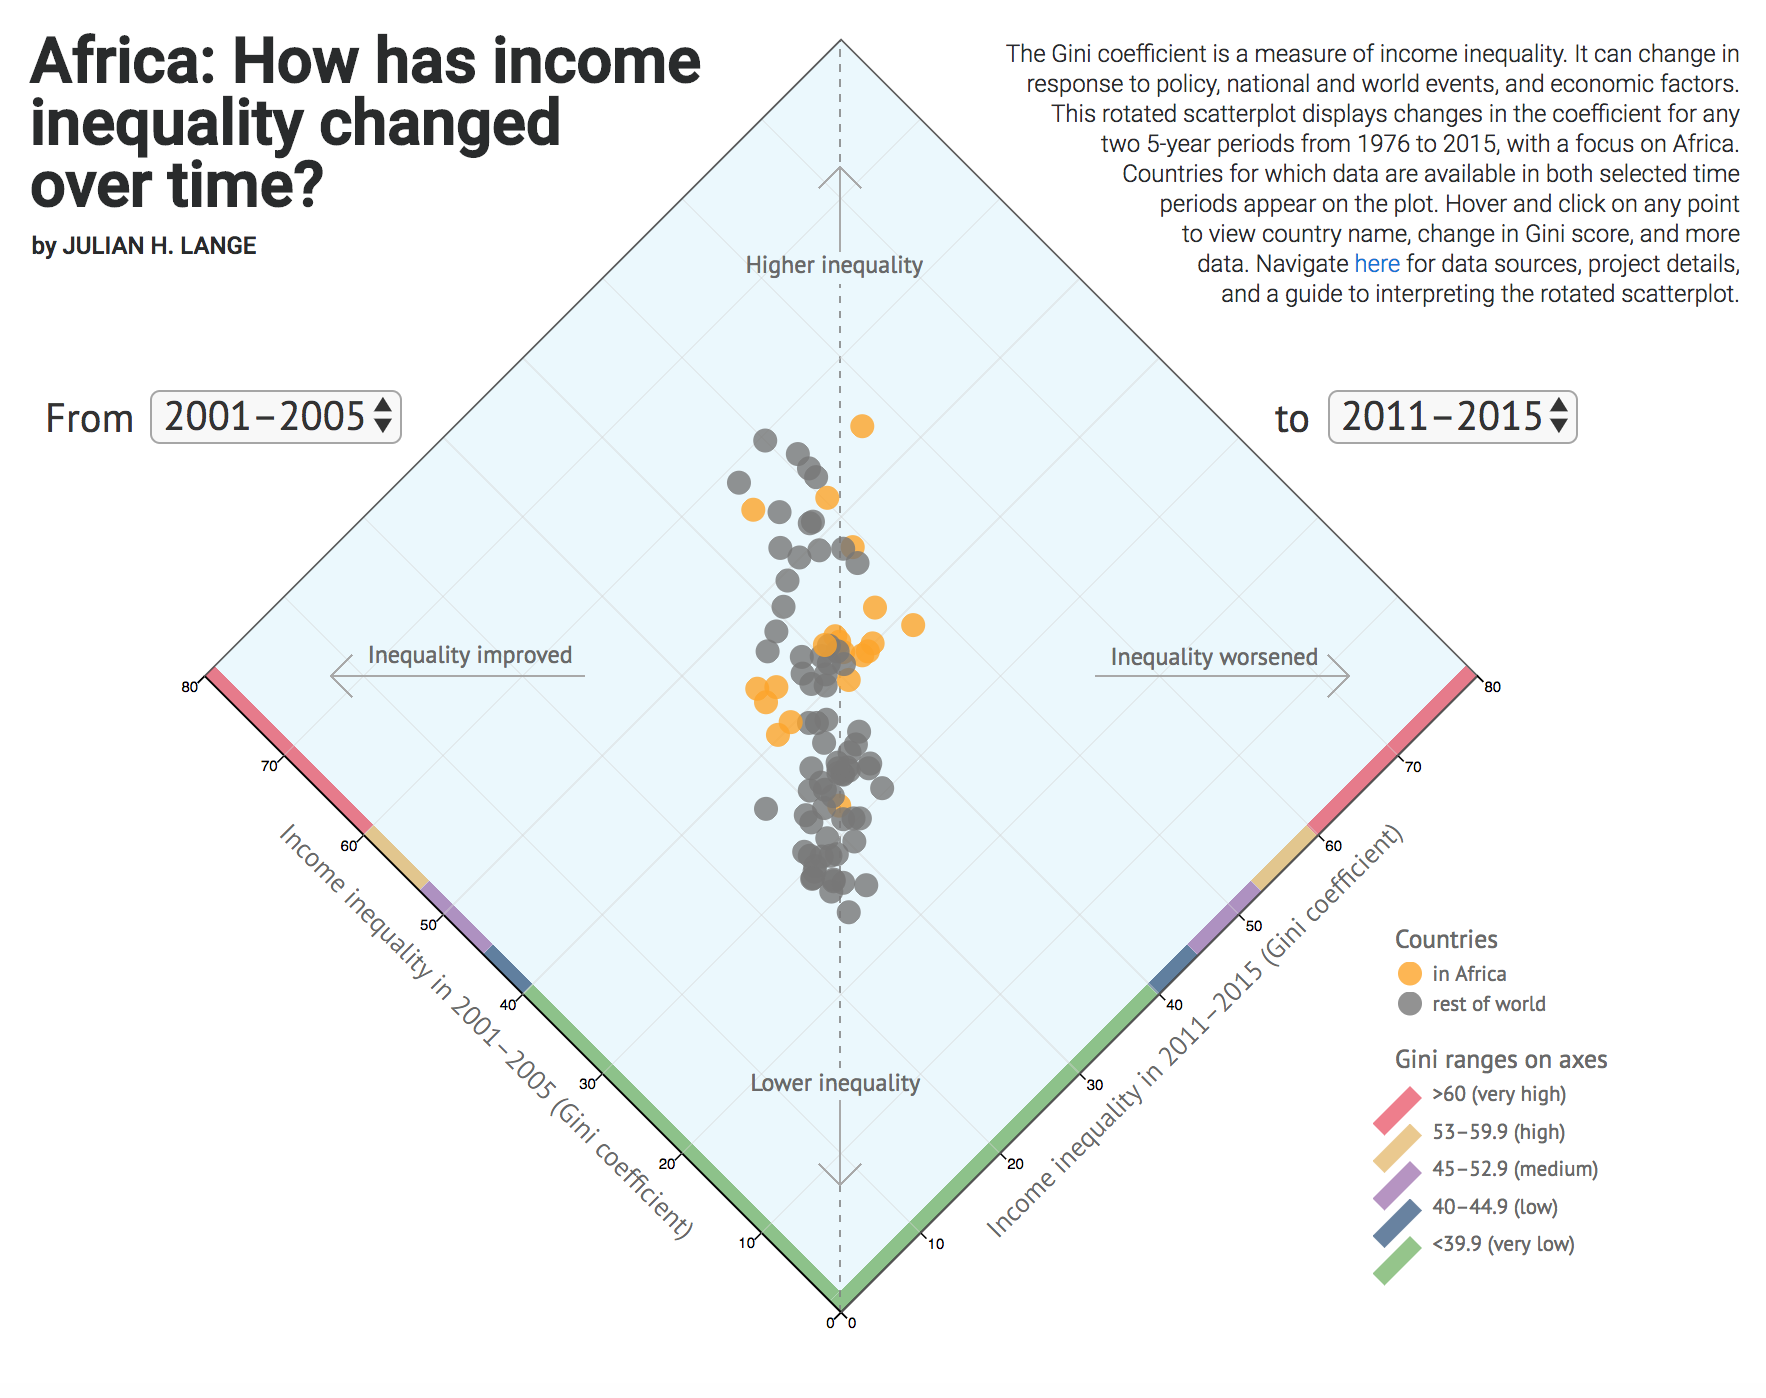 Africa: How has income
inequality changed
over time?
by JULIAN H. LANGE
The Gini coefficient is a measure of income inequality. It can change in
response to policy, national and world events, and economic factors.
This rotated scatterplot displays changes in the coefficient for any
two 5-year periods from 1976 to 2015, with a focus on Africa.
Countries for which data are available in both selected time
periods appear on the plot. Hover and click on any point
to view country name, change in Gini score, and more
data. Navigate here for data sources, project details,
and a guide to interpreting the rotated scatterplot.
Higher inequality
From 2001–2005
to 2011–2015
Inequality improved
Inequality worsened
80
70
60
50
40
30
20
10
0
Income inequality in 2001–2005 (Gini coefficient)
80
70
60
50
40
30
20
10
0
Income inequality in 2011–2015 (Gini coefficient)
Lower inequality
Countries
in Africa
rest of world
Gini ranges on axes
>60 (very high)
53–59.9 (high)
45–52.9 (medium)
40–44.9 (low)
<39.9 (very low)